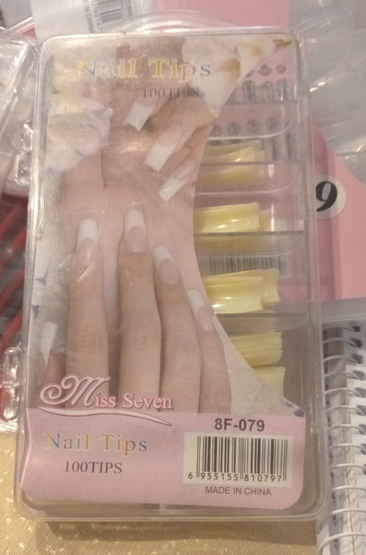 Nail Tips
100TIPS
9
Miss Seven
Nail Tips
100TIPS
8F-079
6 955155 810797
MADE IN CHINA